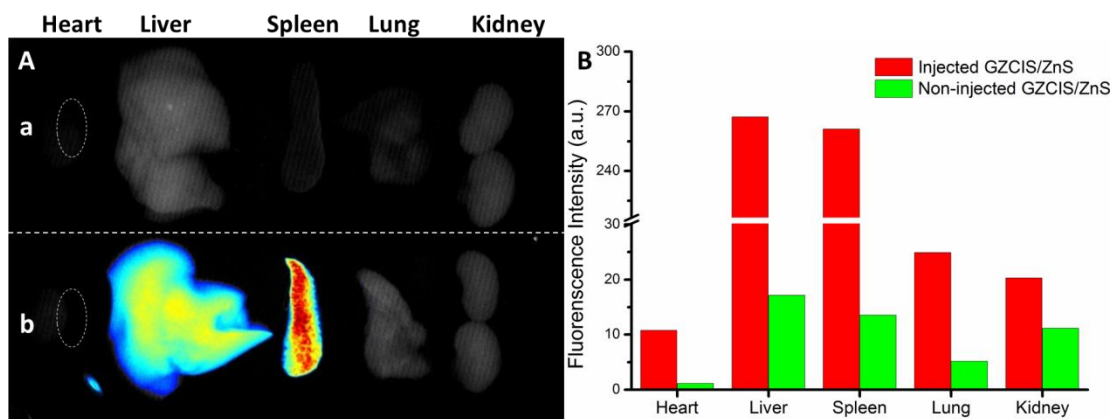 Heart Liver Spleen Lung Kidney
A
a
b
B
300
270
240
30
20
10
0
Fluorenscence Intensity (a.u.)
Injected GZCIS/ZnS
Non-injected GZCIS/ZnS
Heart Liver Spleen Lung Kidney